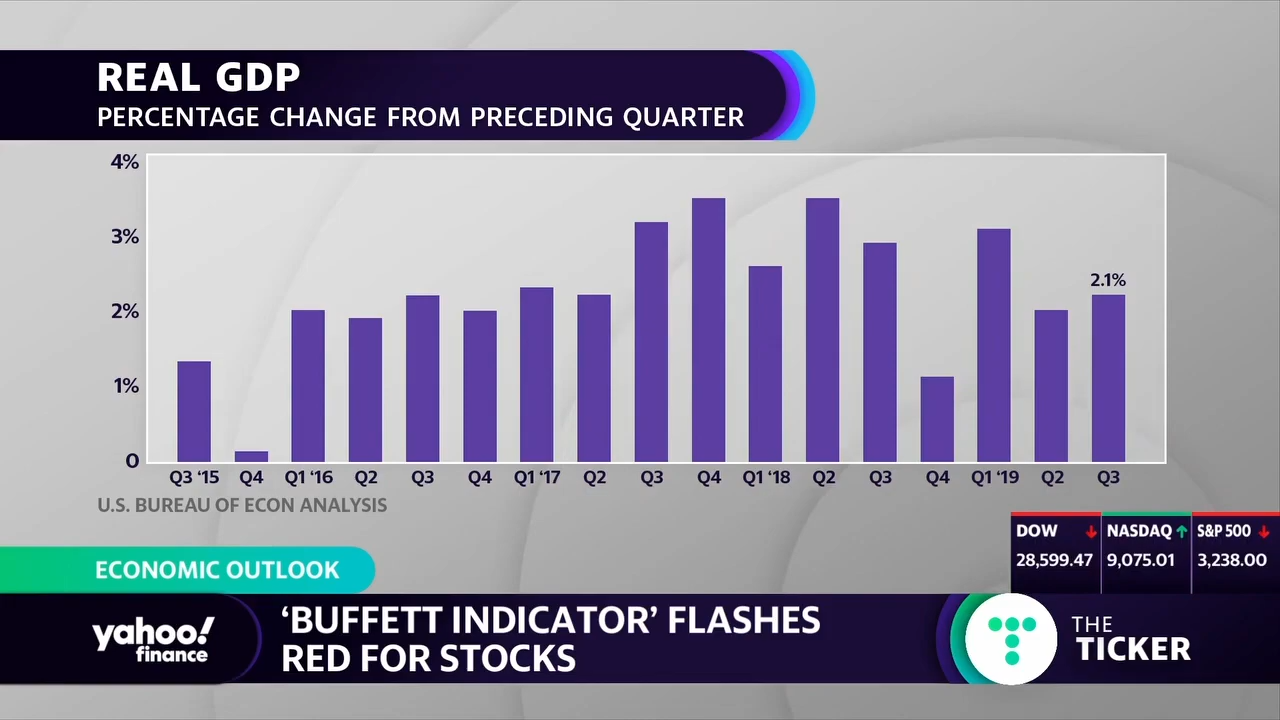 REAL GDP
PERCENTAGE CHANGE FROM PRECEDING QUARTER
4%
3%
2%
1%
0
2.1%
Q3 ‘15 Q4 Q1 ‘16 Q2 Q3 Q4 Q1 ‘17 Q2 Q3 Q4 Q1 ‘18 Q2 Q3 Q4 Q1 ‘19 Q2 Q3
U.S. BUREAU OF ECON ANALYSIS
DOW NASDAQ S&P 500
28,599.47 9,075.01 3,238.00
ECONOMIC OUTLOOK
yahoo!
finance
‘BUFFETT INDICATOR’ FLASHES
RED FOR STOCKS
THE
TICKER